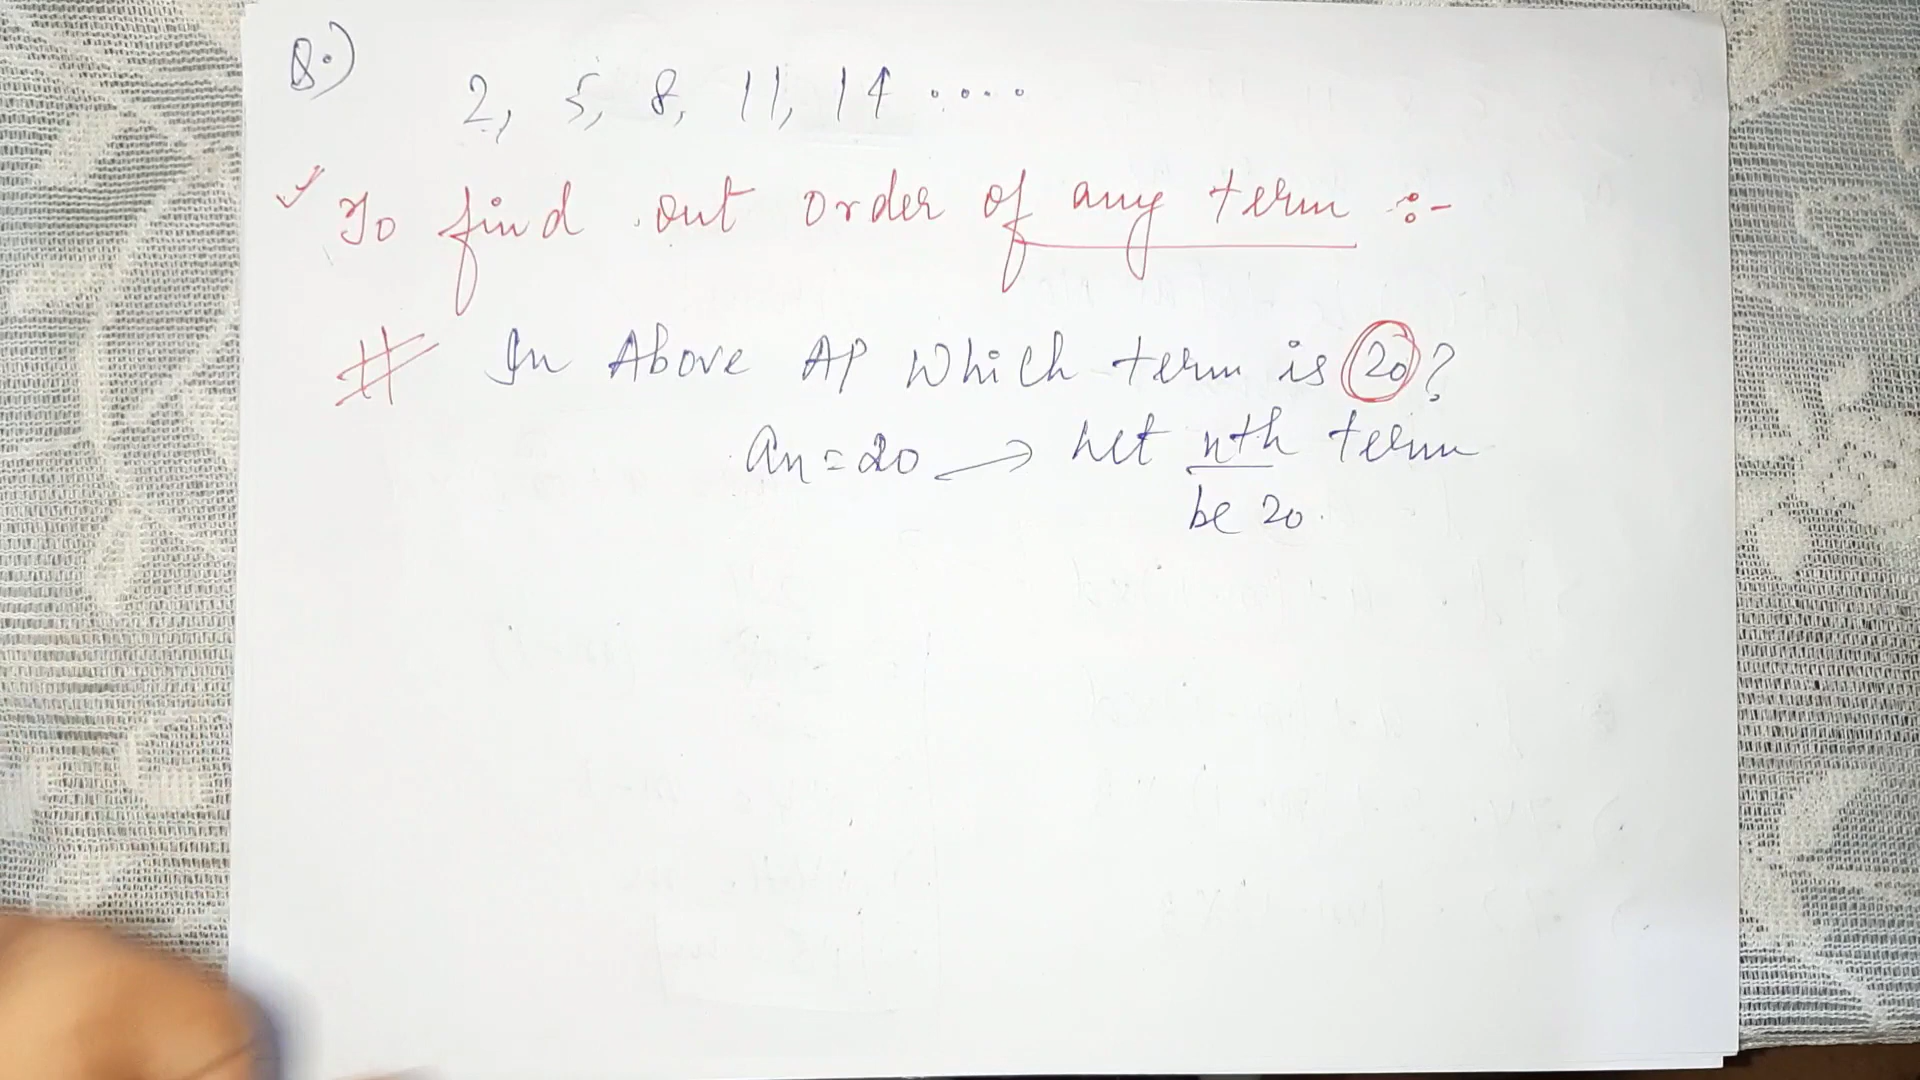 Q.)
2, 5, 8, 11, 14 ....
✓ To find out order of any term :-
# In Above AP Which term is 20?
an = 20 → Let nth term
be 20.